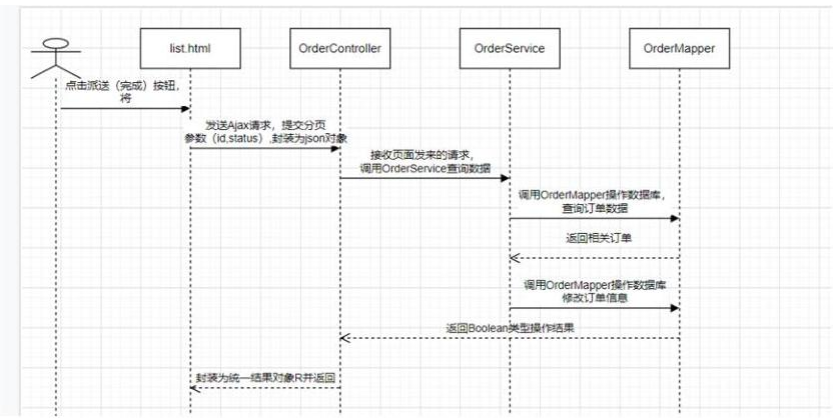 list.html
OrderController
OrderService
OrderMapper
点击派送（完成）按钮，
将
发送Ajax请求，提交分页
参数（id,status）,封装为json对象
接收页面发来的请求，
调用OrderService查询数据
调用OrderMapper操作数据库，
查询订单数据
返回相关订单
调用OrderMapper操作数据库
修改订单信息
返回Boolean类型操作结果
封装为统一结果对象R并返回